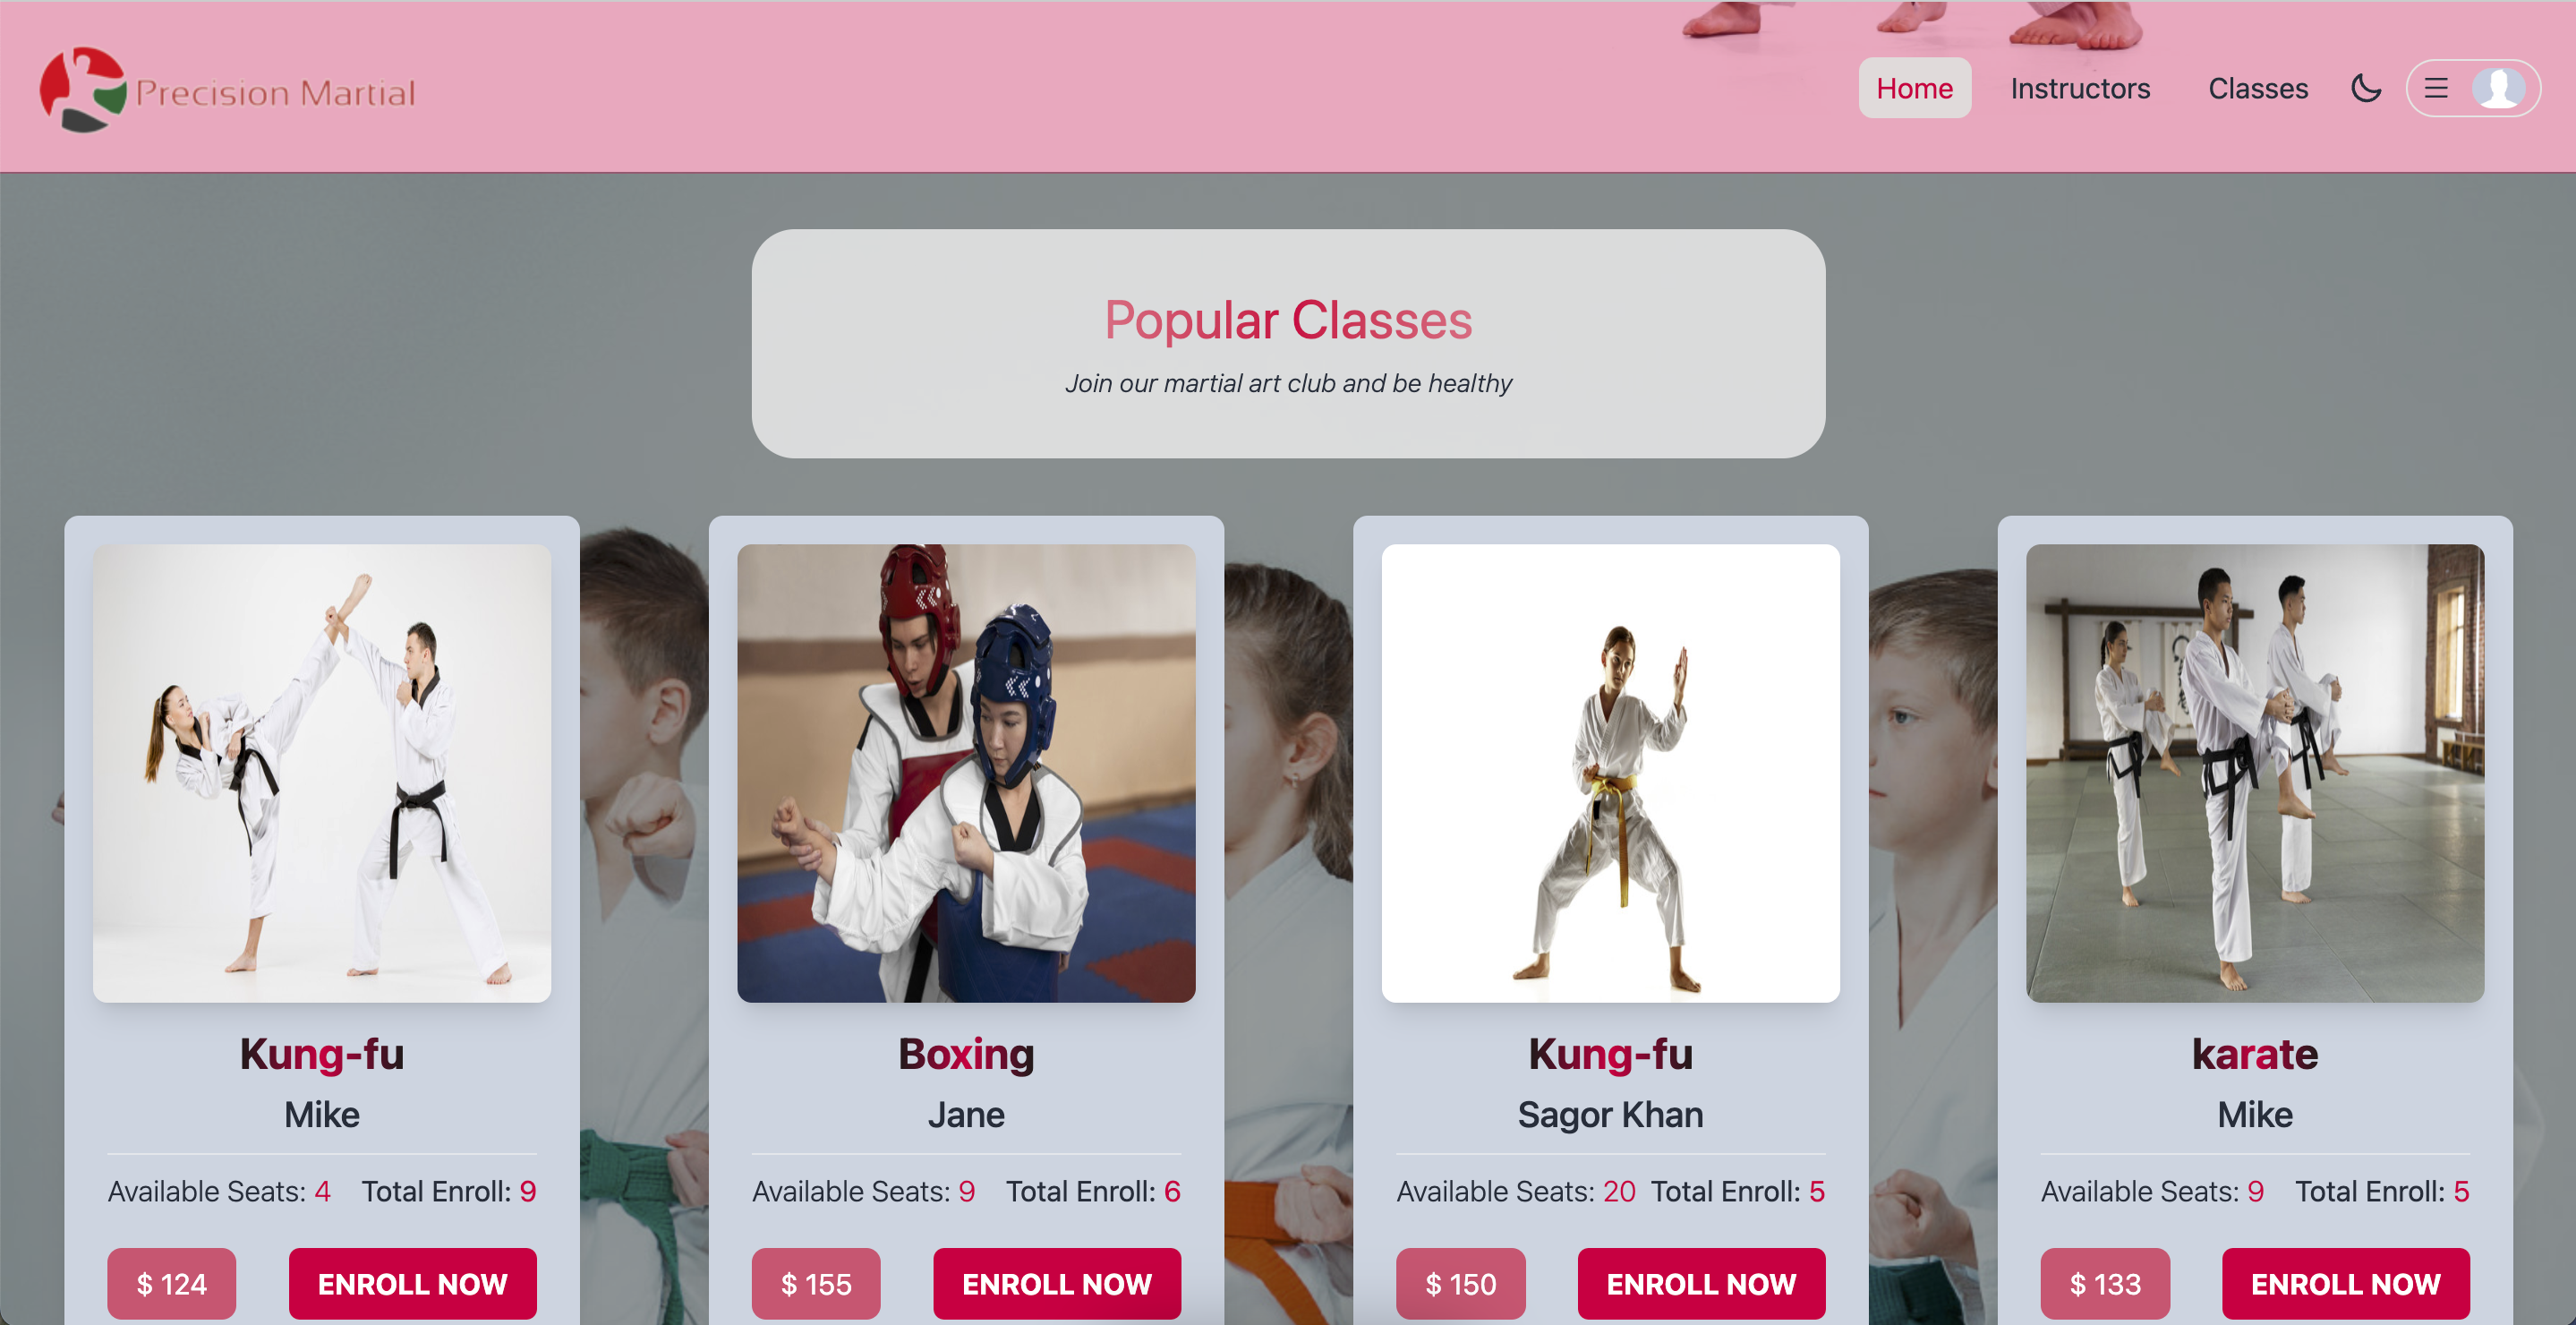 Precision Martial
Home Instructors Classes
Popular Classes
Join our martial art club and be healthy
Kung-fu
Mike
Available Seats: 4 Total Enroll: 9
$ 124 ENROLL NOW
Boxing
Jane
Available Seats: 9 Total Enroll: 6
$ 155 ENROLL NOW
Kung-fu
Sagor Khan
Available Seats: 20 Total Enroll: 5
$ 150 ENROLL NOW
karate
Mike
Available Seats: 9 Total Enroll: 5
$ 133 ENROLL NOW